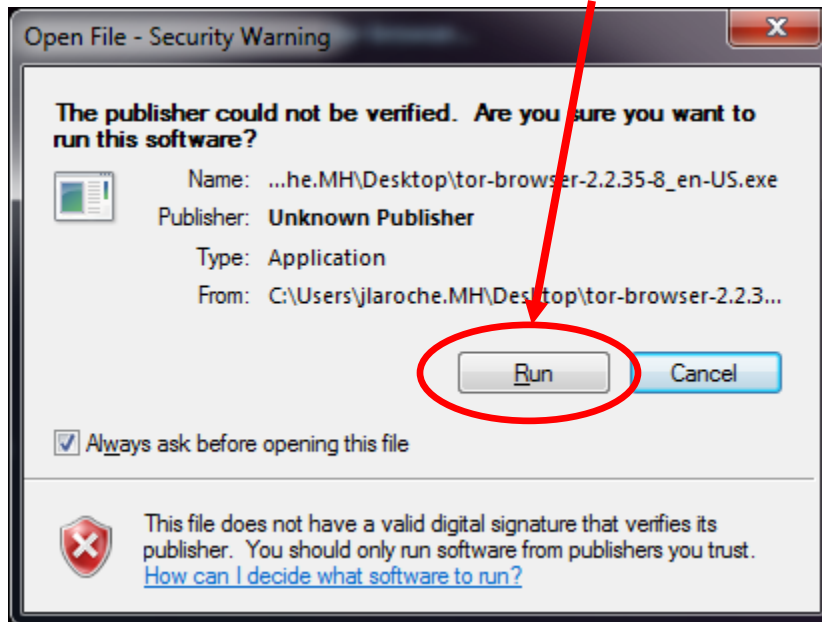 Open File - Security Warning
The publisher could not be verified. Are you sure you want to
run this software?
Name: ...he.MH\Desktop\tor-browser-2.2.35-8_en-US.exe
Publisher: Unknown Publisher
Type: Application
From: C:\Users\jlaroche.MH\Desktop\tor-browser-2.2.3...
Run Cancel
Always ask before opening this file
This file does not have a valid digital signature that verifies its
publisher. You should only run software from publishers you trust.
How can I decide what software to run?